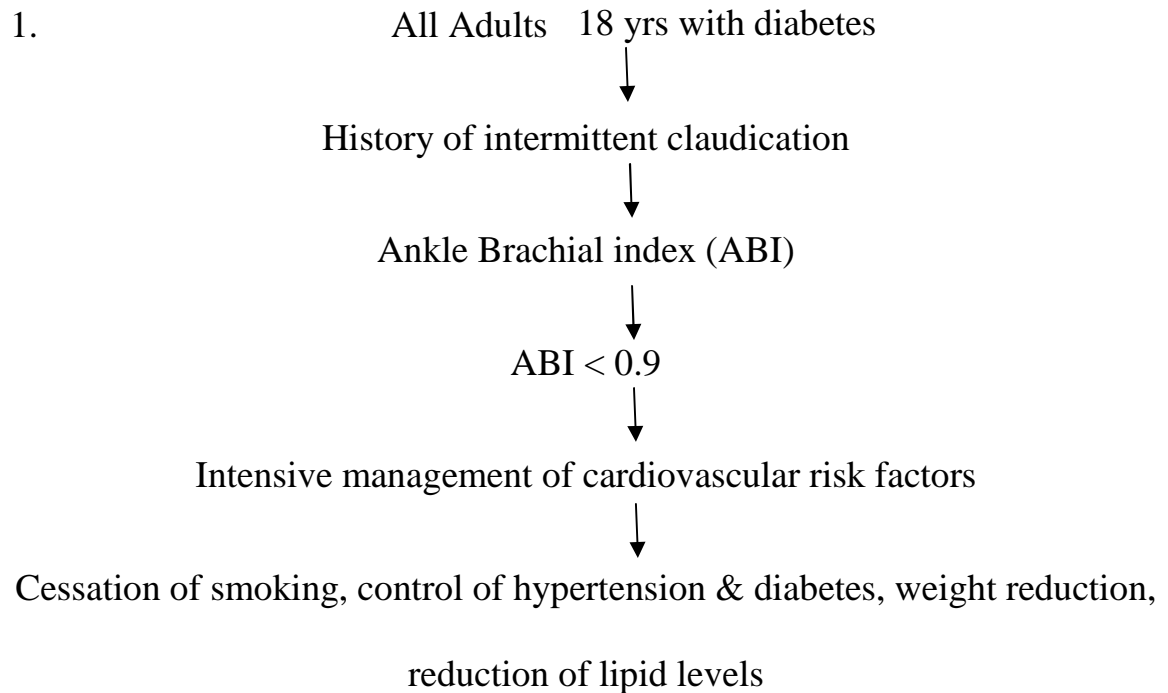 1. All Adults 18 yrs with diabetes
History of intermittent claudication
Ankle Brachial index (ABI)
ABI < 0.9
Intensive management of cardiovascular risk factors
Cessation of smoking, control of hypertension & diabetes, weight reduction,
reduction of lipid levels